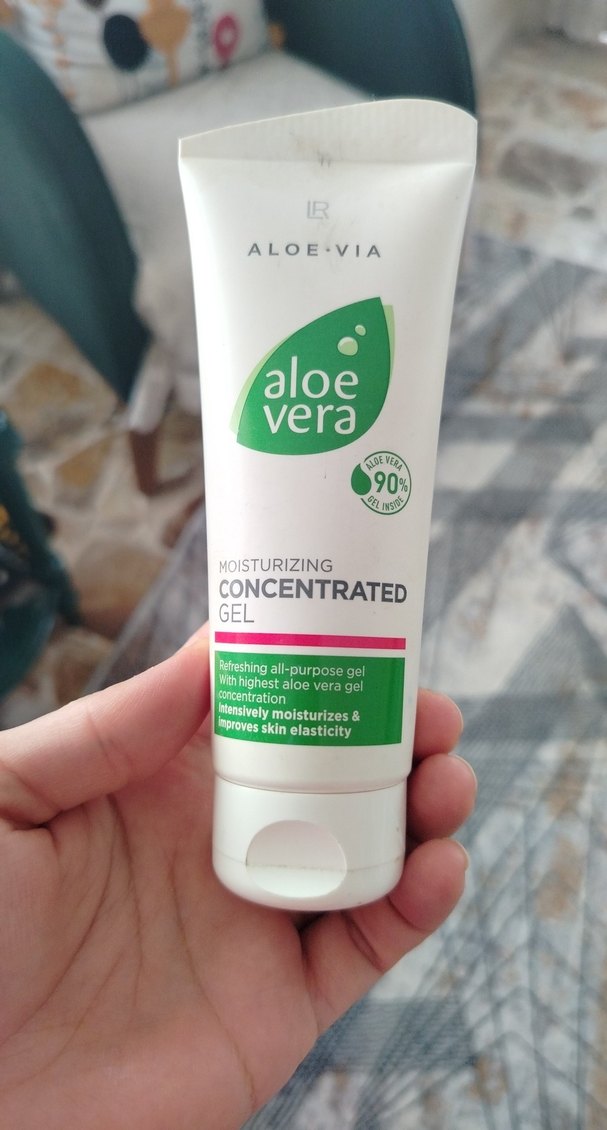 LR
ALOE•VIA
aloe
vera
ALOE VERA
90%
GEL INSIDE
MOISTURIZING
CONCENTRATED
GEL
Refreshing all-purpose gel
With highest aloe vera gel
concentration
Intensively moisturizes &
improves skin elasticity